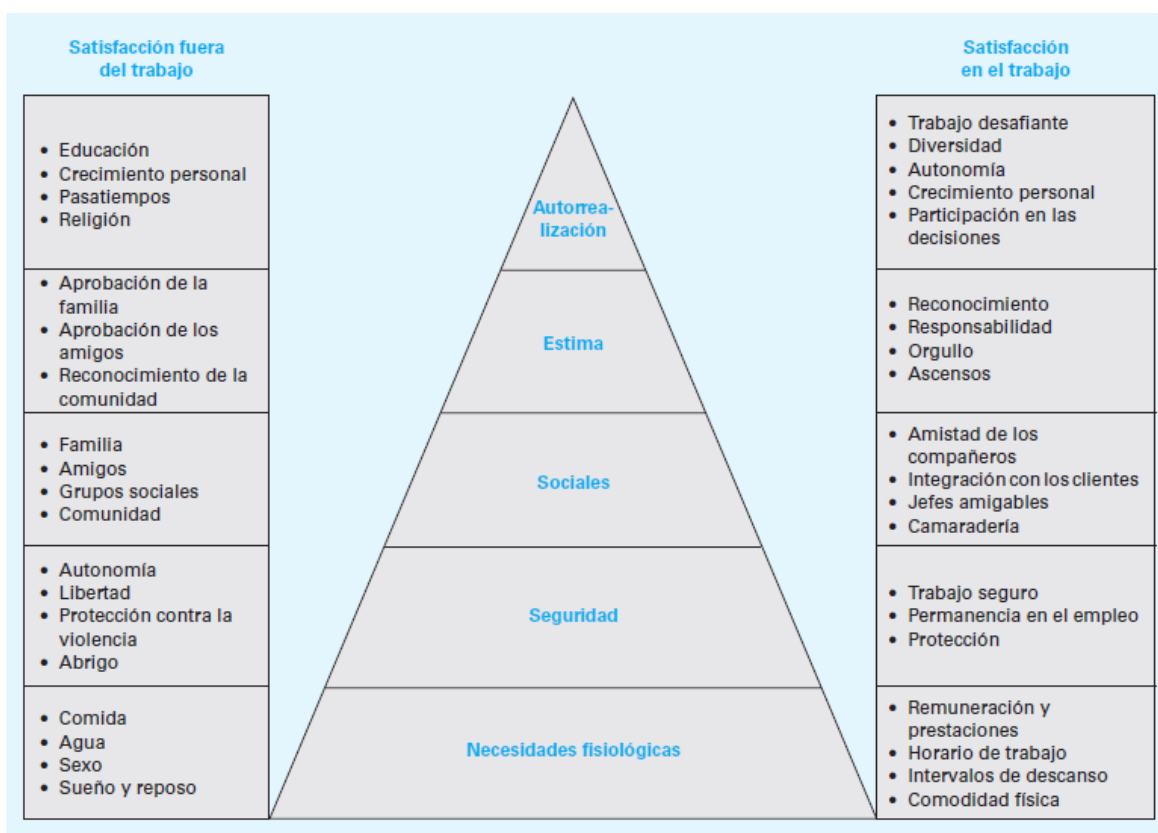 Satisfacción fuera
del trabajo
• Educación
• Crecimiento personal
• Pasatiempos
• Religión
• Aprobación de la
familia
• Aprobación de los
amigos
• Reconocimiento de la
comunidad
• Familia
• Amigos
• Grupos sociales
• Comunidad
• Autonomía
• Libertad
• Protección contra la
violencia
• Abrigo
• Comida
• Agua
• Sexo
• Sueño y reposo
Autorrea-
lización
Estima
Sociales
Seguridad
Necesidades fisiológicas
Satisfacción
en el trabajo
• Trabajo desafiante
• Diversidad
• Autonomía
• Crecimiento personal
• Participación en las
decisiones
• Reconocimiento
• Responsabilidad
• Orgullo
• Ascensos
• Amistad de los
compañeros
• Integración con los clientes
• Jefes amigables
• Camaradería
• Trabajo seguro
• Permanencia en el empleo
• Protección
• Remuneración y
prestaciones
• Horario de trabajo
• Intervalos de descanso
• Comodidad física